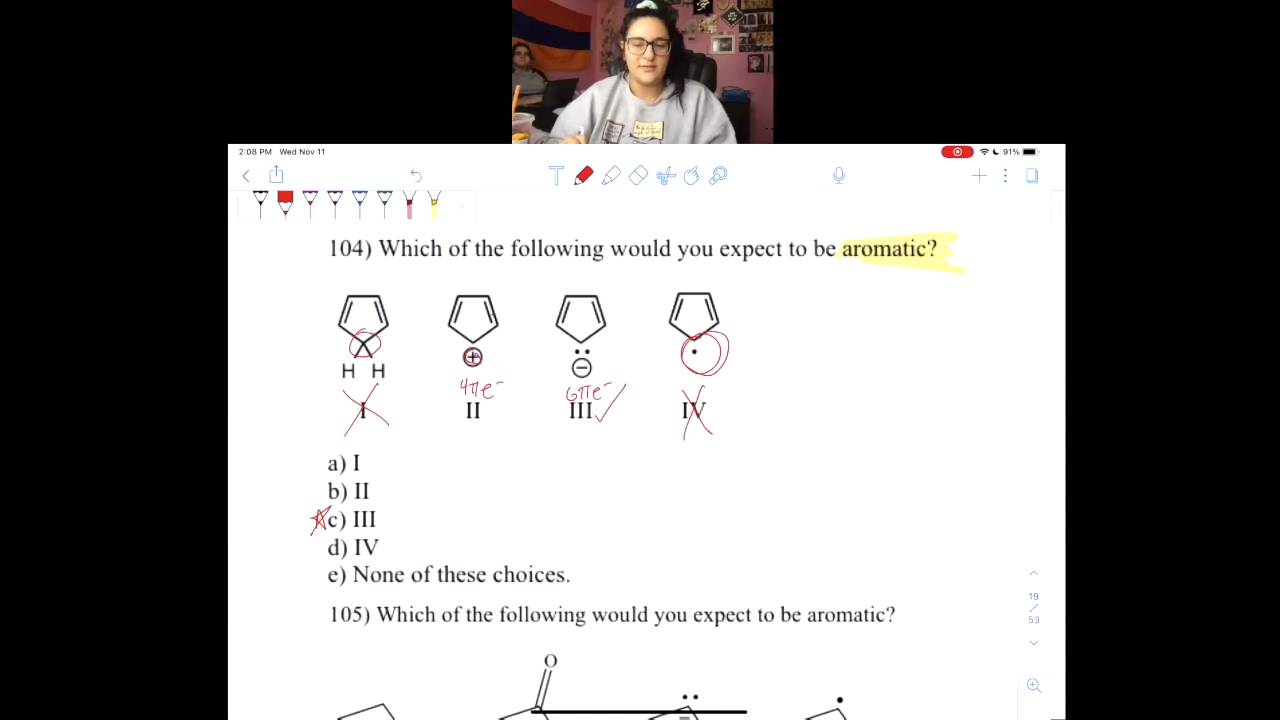 2:08 PM Wed Nov 11 91%
T
104) Which of the following would you expect to be aromatic?
H H
4πe⁻ 6πe⁻
I II III IV
a) I
b) II
c) III
d) IV
e) None of these choices.
19
/
53
105) Which of the following would you expect to be aromatic?
O